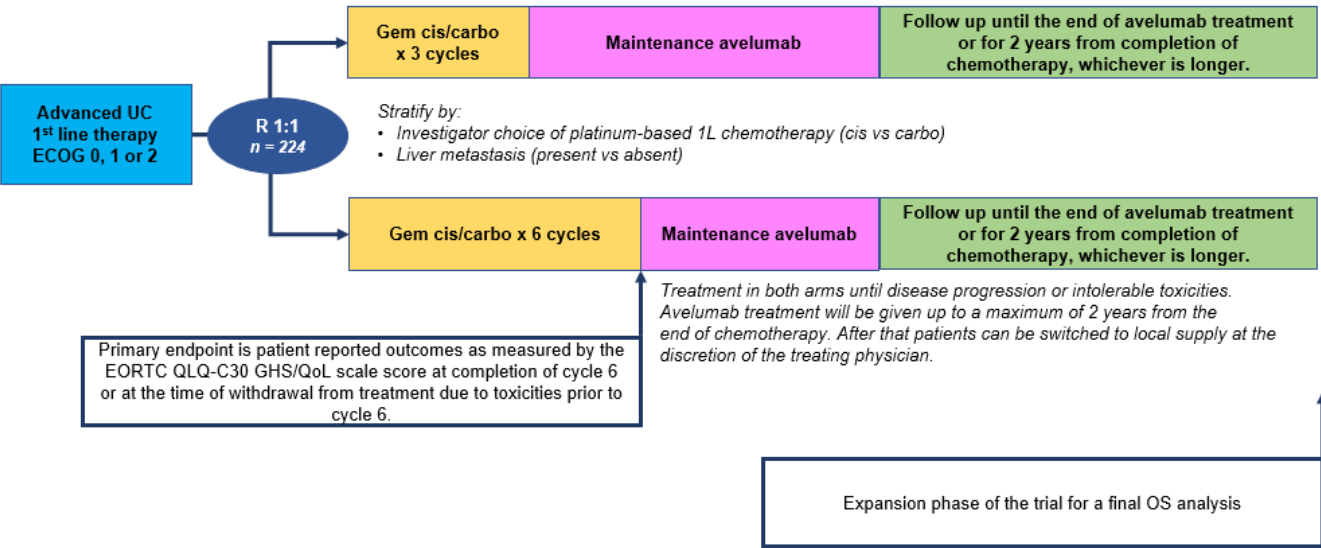 Gem cis/carbo
x 3 cycles
Maintenance avelumab
Follow up until the end of avelumab treatment
or for 2 years from completion of
chemotherapy, whichever is longer.
Advanced UC
1st line therapy
ECOG 0, 1 or 2
R 1:1
n = 224
Stratify by:
• Investigator choice of platinum-based 1L chemotherapy (cis vs carbo)
• Liver metastasis (present vs absent)
Gem cis/carbo x 6 cycles
Maintenance avelumab
Follow up until the end of avelumab treatment
or for 2 years from completion of
chemotherapy, whichever is longer.
Treatment in both arms until disease progression or intolerable toxicities.
Avelumab treatment will be given up to a maximum of 2 years from the
end of chemotherapy. After that patients can be switched to local supply at the
discretion of the treating physician.
Primary endpoint is patient reported outcomes as measured by the
EORTC QLQ-C30 GHS/QoL scale score at completion of cycle 6
or at the time of withdrawal from treatment due to toxicities prior to
cycle 6.
Expansion phase of the trial for a final OS analysis